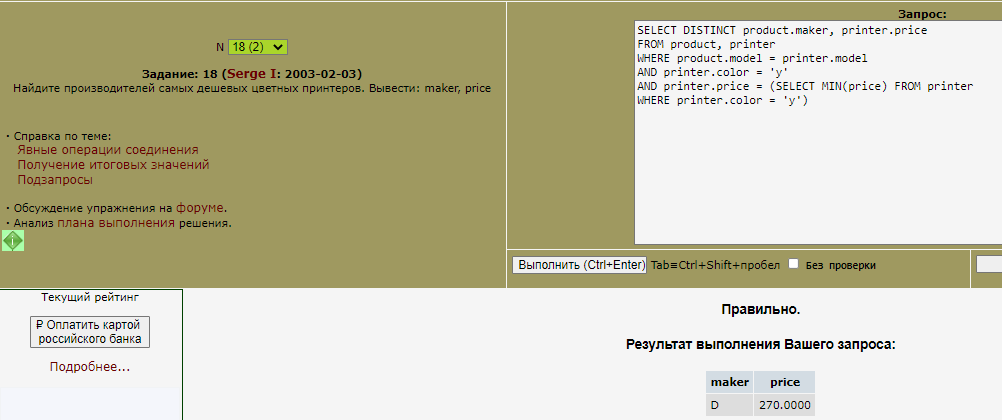 N 18 (2)
Задание: 18 (Serge I: 2003-02-03)
Найдите производителей самых дешевых цветных принтеров. Вывести: maker, price
· Справка по теме:
Явные операции соединения
Получение итоговых значений
Подзапросы
· Обсуждение упражнения на форуме.
· Анализ плана выполнения решения.
Запрос:
SELECT DISTINCT product.maker, printer.price
FROM product, printer
WHERE product.model = printer.model
AND printer.color = 'y'
AND printer.price = (SELECT MIN(price) FROM printer
WHERE printer.color = 'y')
Выполнить (Ctrl+Enter) Tab≡Ctrl+Shift+пробел Без проверки
Текущий рейтинг
₽ Оплатить картой
российского банка
Подробнее...
Правильно.
Результат выполнения Вашего запроса:
maker price
D 270.0000